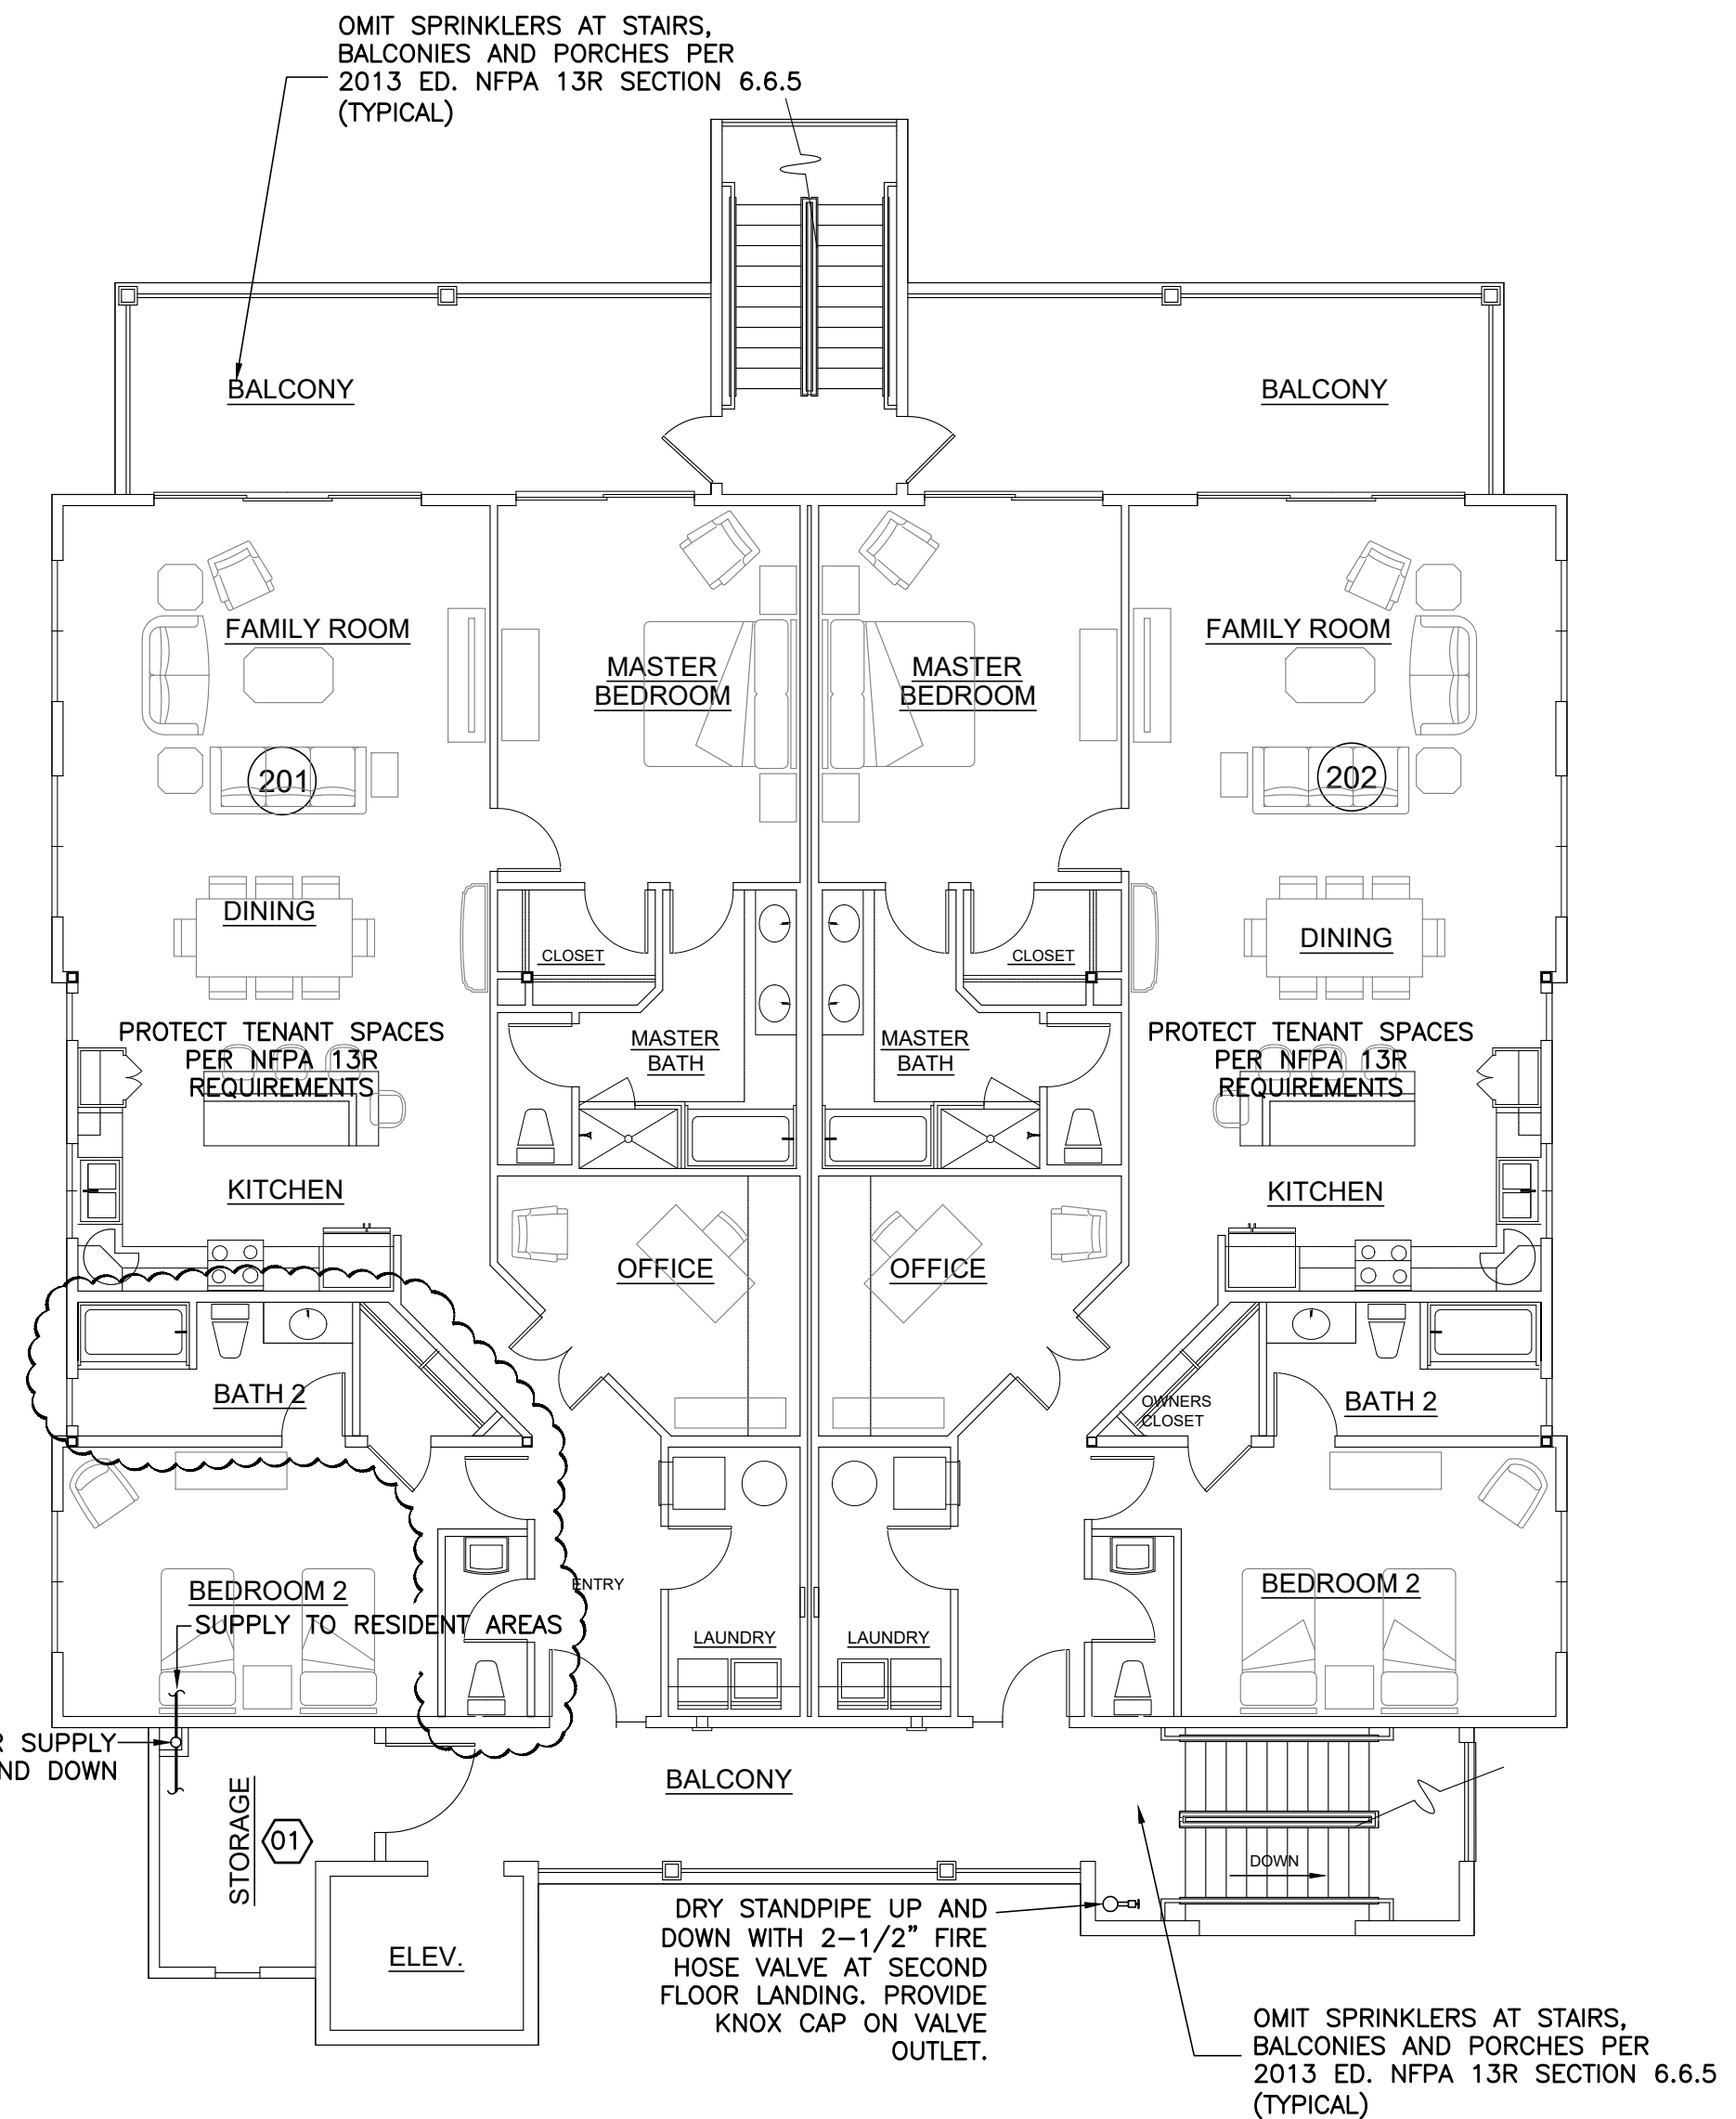 OMIT SPRINKLERS AT STAIRS,
BALCONIES AND PORCHES PER
2013 ED. NFPA 13R SECTION 6.6.5
(TYPICAL)
BALCONY
BALCONY
FAMILY ROOM
MASTER
BEDROOM
MASTER
BEDROOM
FAMILY ROOM
201
202
DINING
CLOSET
CLOSET
DINING
PROTECT TENANT SPACES
PER NFPA 13R
REQUIREMENTS
MASTER
BATH
MASTER
BATH
PROTECT TENANT SPACES
PER NFPA 13R
REQUIREMENTS
KITCHEN
KITCHEN
OFFICE
OFFICE
BATH 2
OWNERS
CLOSET
BATH 2
BEDROOM 2
ENTRY
BEDROOM 2
SUPPLY TO RESIDENT AREAS
LAUNDRY
LAUNDRY
R SUPPLY
ND DOWN
BALCONY
STORAGE
01
DOWN
ELEV.
DRY STANDPIPE UP AND
DOWN WITH 2-1/2" FIRE
HOSE VALVE AT SECOND
FLOOR LANDING. PROVIDE
KNOX CAP ON VALVE
OUTLET.
OMIT SPRINKLERS AT STAIRS,
BALCONIES AND PORCHES PER
2013 ED. NFPA 13R SECTION 6.6.5
(TYPICAL)